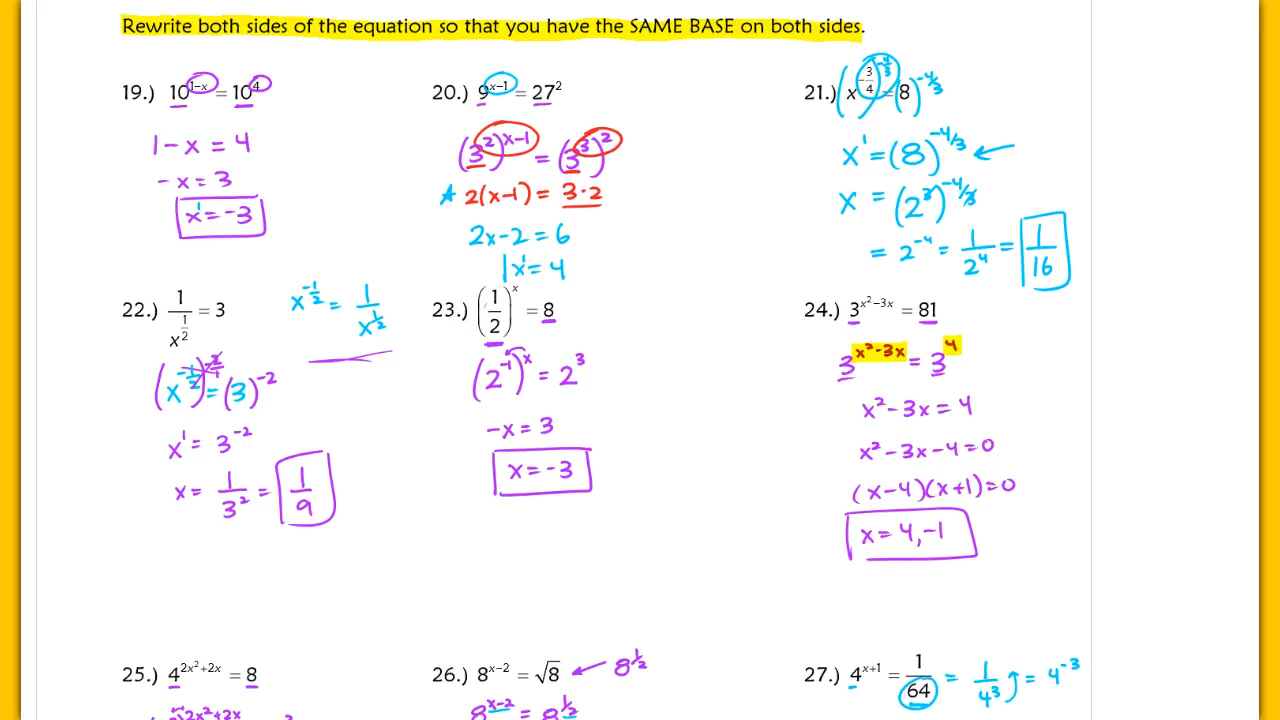 Rewrite both sides of the equation so that you have the SAME BASE on both sides.
19.) 10^(1-x) = 10^4
1 - x = 4
-x = 3
x^1 = -3
20.) 9^(x-1) = 27^2
(3^2)^(x-1) = (3^3)^2
2(x-1) = 3·2
2x - 2 = 6
1x^1 = 4
21.) (x^(-3/4))^(-4/3) = (8)^(-4/3)
x^1 = (8)^(-4/3) ←
x = (2^3)^(-4/3)
= 2^(-4) = 1/2^4 = 1/16
22.) 1/x^(1/2) = 3
x^(-1/2) = 1/x^(1/2)
(x^(-1/2))^(-2/1) = (3)^(-2)
x^1 = 3^(-2)
x = 1/3^2 = 1/9
23.) (1/2)^x = 8
(2^(-1))^x = 2^3
-x = 3
x = -3
24.) 3^(x^2-3x) = 81
3^(x^2-3x) = 3^4
x^2 - 3x = 4
x^2 - 3x - 4 = 0
(x-4)(x+1) = 0
x = 4, -1
25.) 4^(2x^2+2x) = 8
26.) 8^(x-2) = √8 ← 8^(1/2)
8^(x-2) = 8^(1/2)
27.) 4^(x+1) = 1/64 = 1/4^3 = 4^(-3)